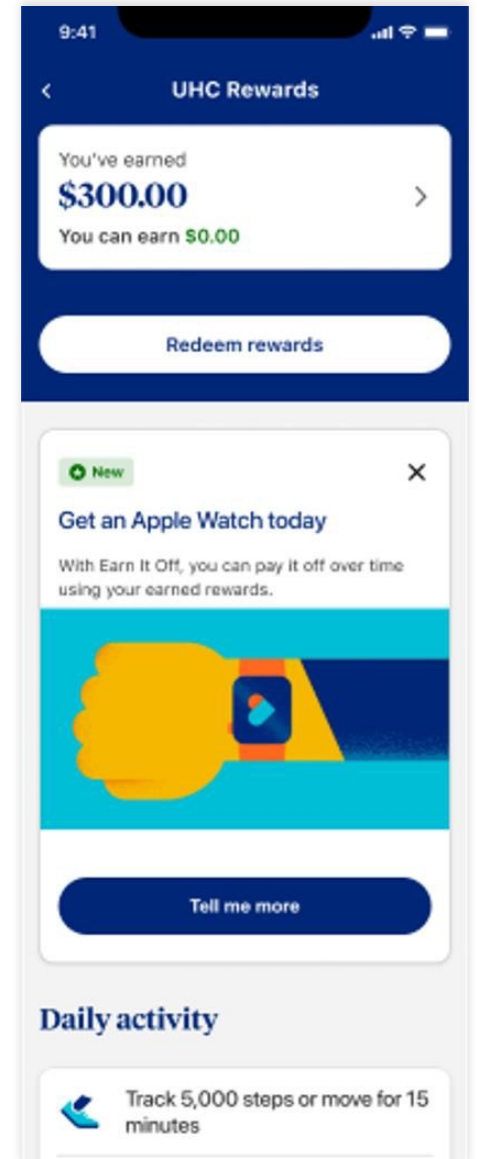 9:41
UHC Rewards
You've earned
$300.00
You can earn $0.00
Redeem rewards
New
Get an Apple Watch today
With Earn It Off, you can pay it off over time
using your earned rewards.
Tell me more
Daily activity
Track 5,000 steps or move for 15
minutes